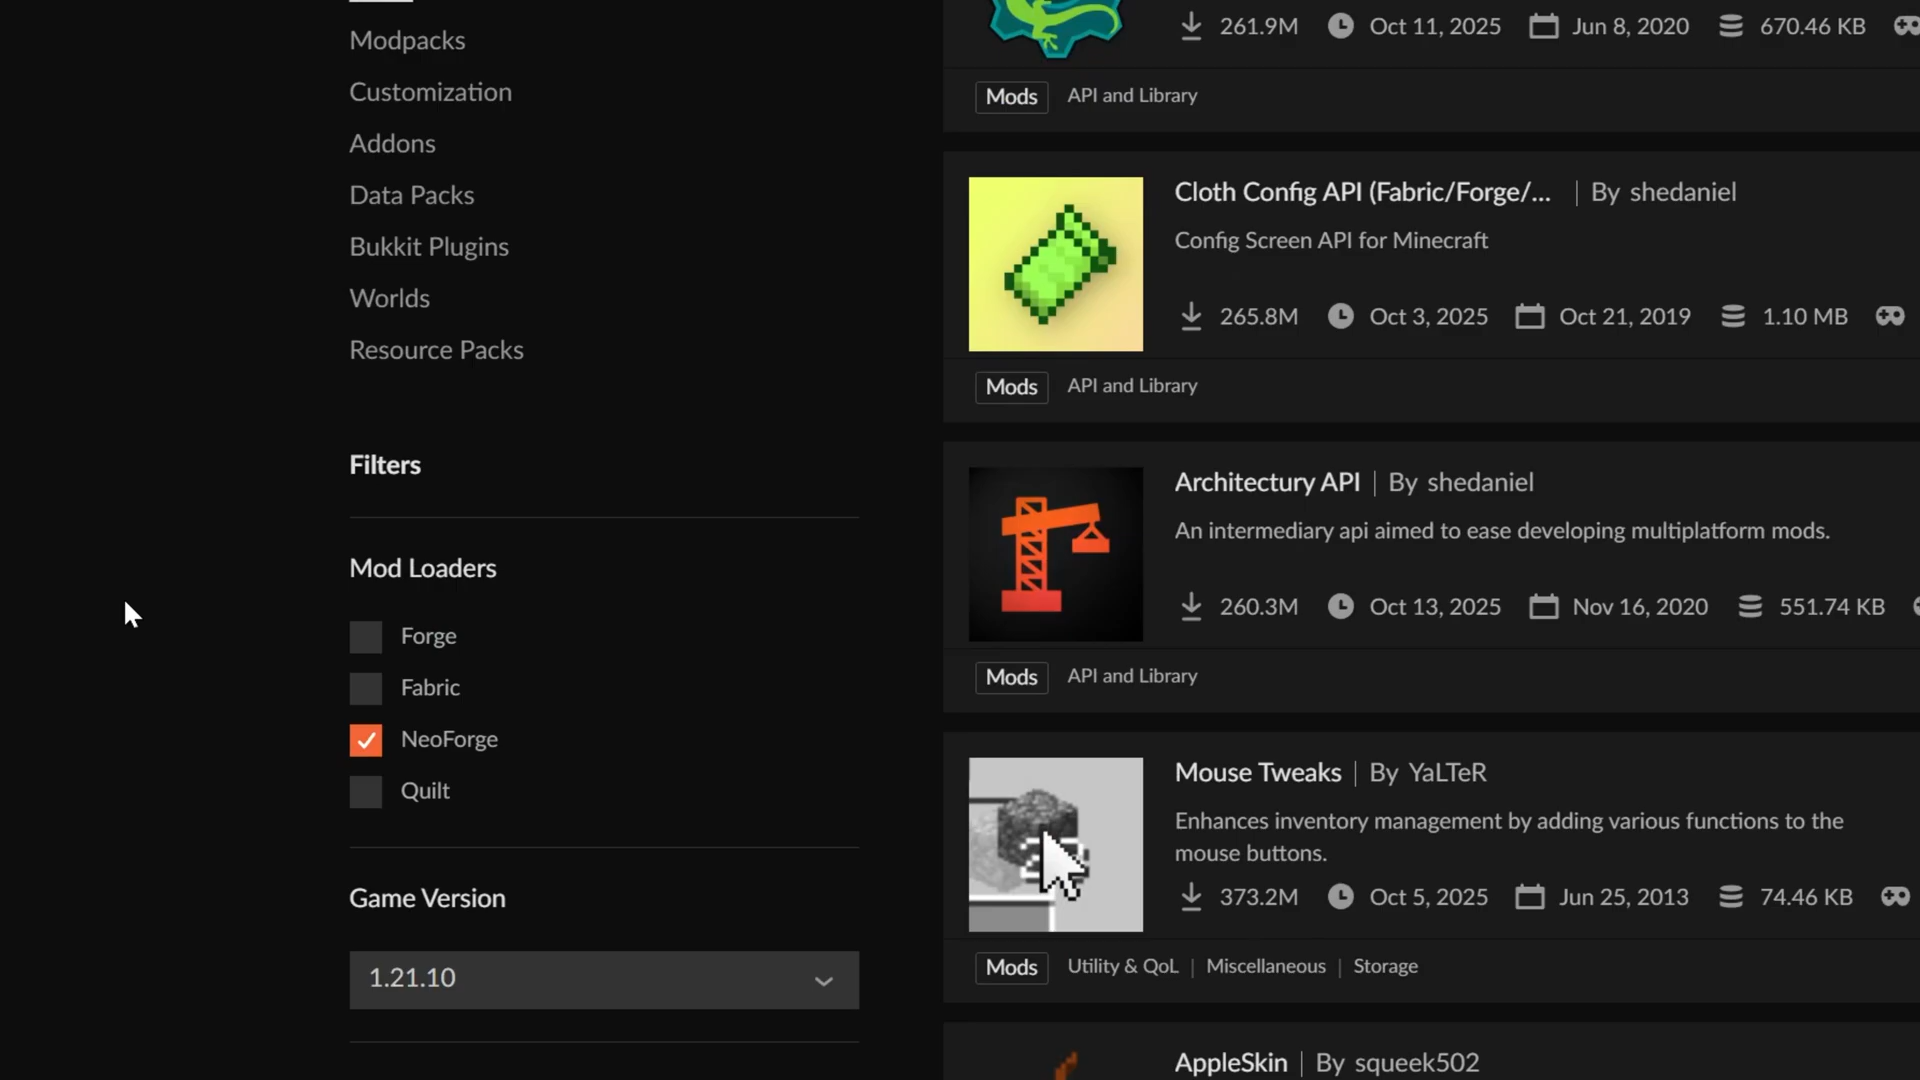 Modpacks
Customization
Addons
Data Packs
Bukkit Plugins
Worlds
Resource Packs
Filters
Mod Loaders
Forge
Fabric
NeoForge
Quilt
Game Version
1.21.10
261.9M Oct 11, 2025 Jun 8, 2020 670.46 KB
Mods API and Library
Cloth Config API (Fabric/Forge/... | By shedaniel
Config Screen API for Minecraft
265.8M Oct 3, 2025 Oct 21, 2019 1.10 MB
Mods API and Library
Architectury API | By shedaniel
An intermediary api aimed to ease developing multiplatform mods.
260.3M Oct 13, 2025 Nov 16, 2020 551.74 KB
Mods API and Library
Mouse Tweaks | By YaLTeR
Enhances inventory management by adding various functions to the
mouse buttons.
373.2M Oct 5, 2025 Jun 25, 2013 74.46 KB
Mods Utility & QoL | Miscellaneous | Storage
AppleSkin | By squeek502